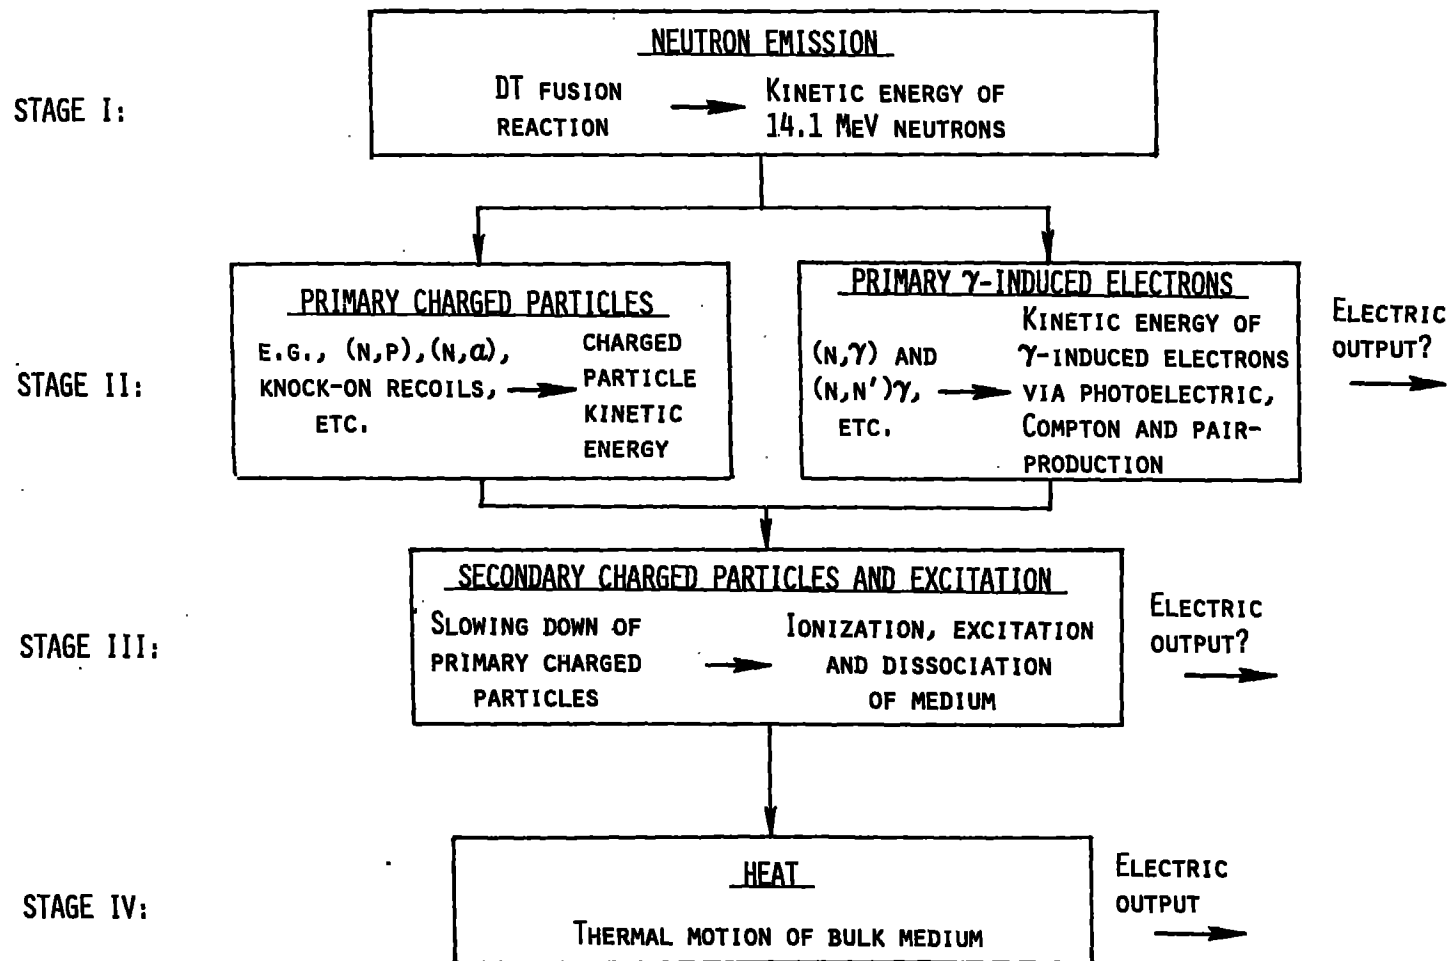 STAGE I:
NEUTRON EMISSION
DT FUSION
REACTION
KINETIC ENERGY OF
14.1 MEV NEUTRONS
STAGE II:
PRIMARY CHARGED PARTICLES
E.G., (N,P),(N,α),
KNOCK-ON RECOILS,
ETC.
CHARGED
PARTICLE
KINETIC
ENERGY
PRIMARY γ-INDUCED ELECTRONS
(N,γ) AND
(N,N')γ,
ETC.
KINETIC ENERGY OF
γ-INDUCED ELECTRONS
VIA PHOTOELECTRIC,
COMPTON AND PAIR-
PRODUCTION
ELECTRIC
OUTPUT?
STAGE III:
SECONDARY CHARGED PARTICLES AND EXCITATION
SLOWING DOWN OF
PRIMARY CHARGED
PARTICLES
IONIZATION, EXCITATION
AND DISSOCIATION
OF MEDIUM
ELECTRIC
OUTPUT?
STAGE IV:
HEAT
THERMAL MOTION OF BULK MEDIUM
ELECTRIC
OUTPUT